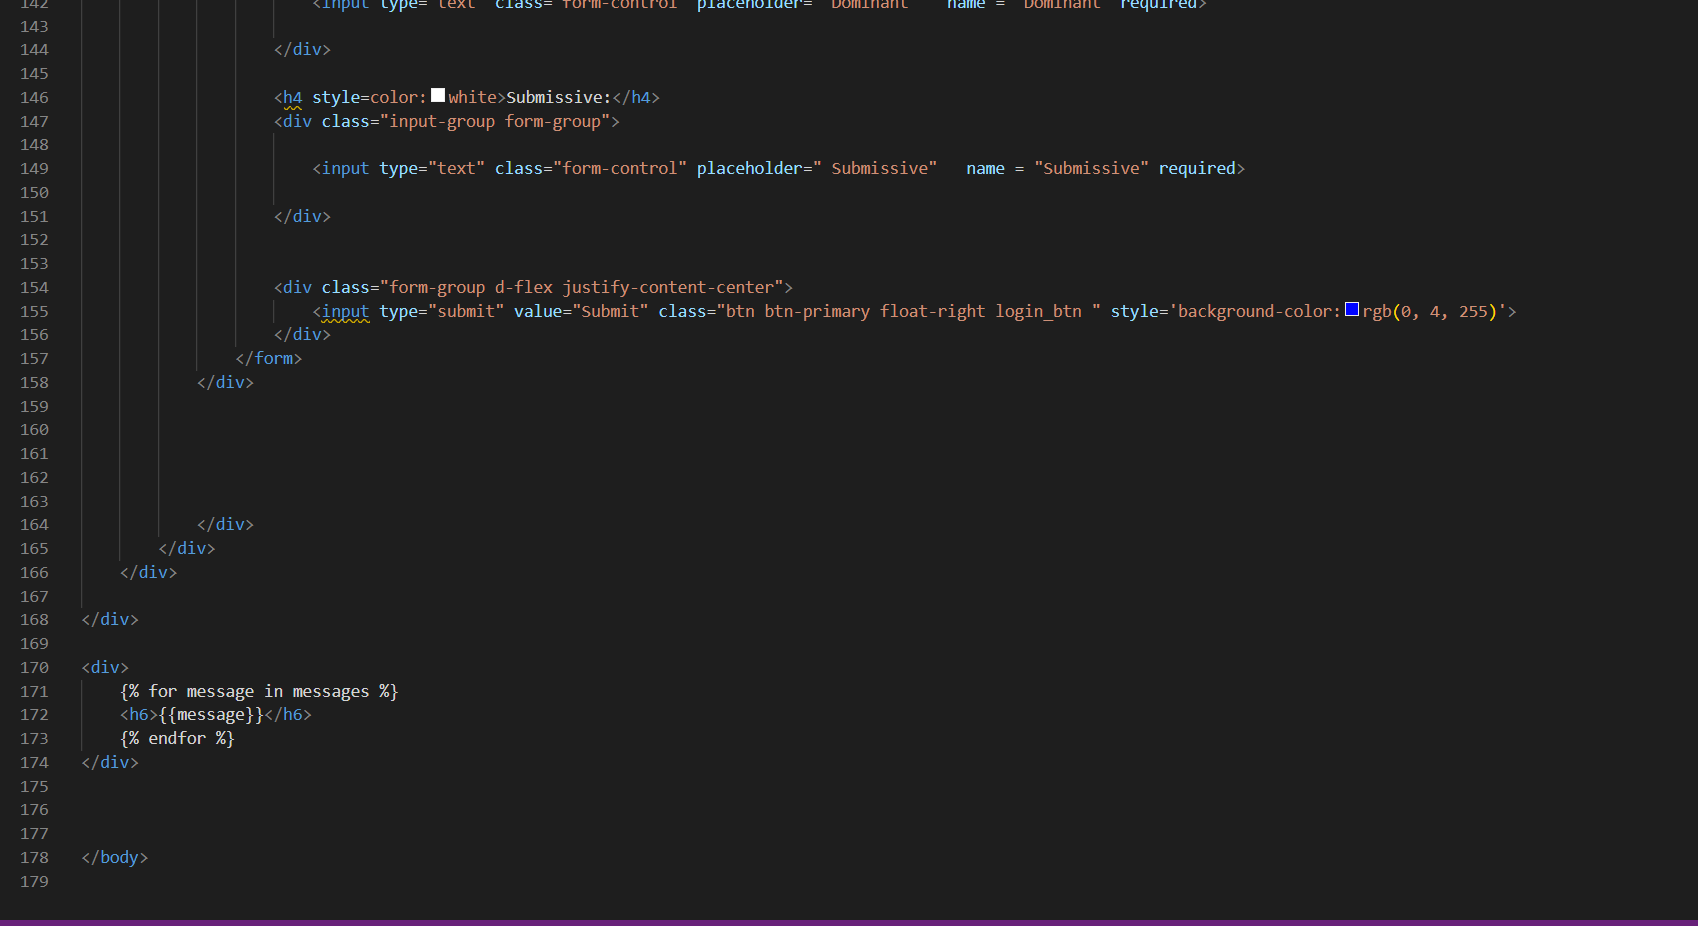 142 <input type="text" class="form-control" placeholder=" Dominant"   name = "Dominant" required>
143
144 </div>
145
146 <h4 style=color:white>Submissive:</h4>
147 <div class="input-group form-group">
148
149 <input type="text" class="form-control" placeholder=" Submissive"   name = "Submissive" required>
150
151 </div>
152
153
154 <div class="form-group d-flex justify-content-center">
155 <input type="submit" value="Submit" class="btn btn-primary float-right login_btn " style='background-color:rgb(0, 4, 255)'>
156 </div>
157 </form>
158 </div>
159
160
161
162
163
164 </div>
165 </div>
166 </div>
167
168 </div>
169
170 <div>
171 {% for message in messages %}
172 <h6>{{message}}</h6>
173 {% endfor %}
174 </div>
175
176
177
178 </body>
179